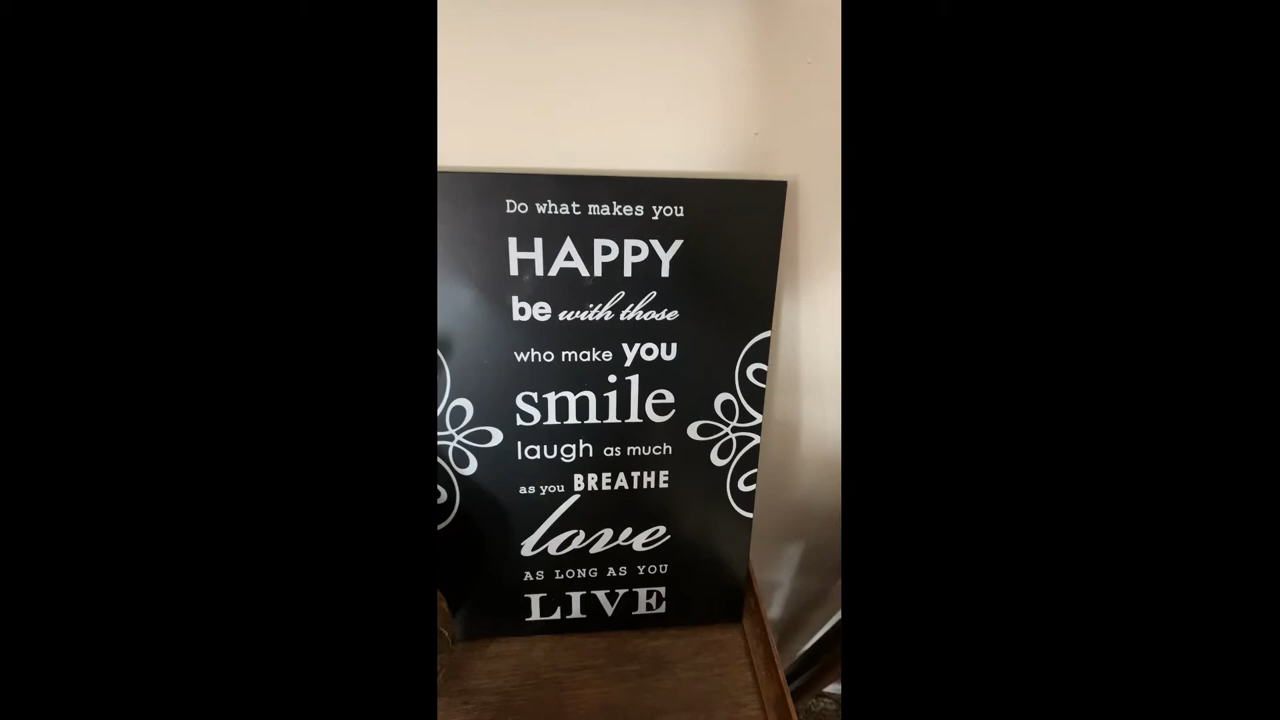 Do what makes you
HAPPY
be with those
who make you
smile
laugh as much
as you BREATHE
love
AS LONG AS YOU
LIVE